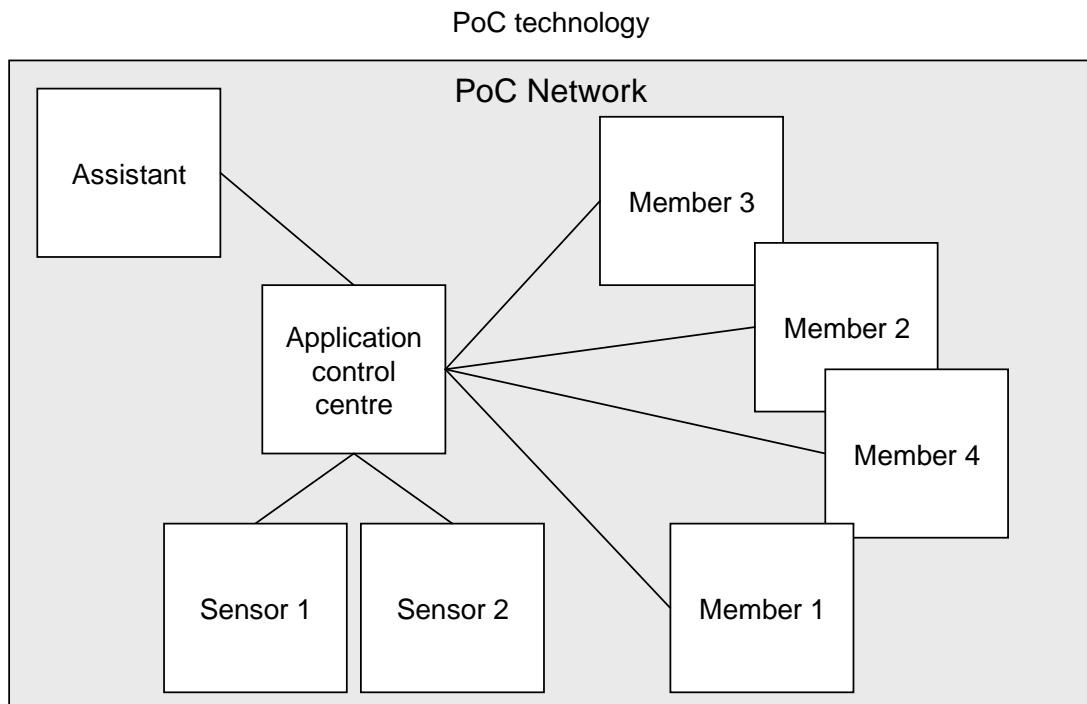 PoC technology
PoC Network
Assistant
Member 3
Application
control
centre
Member 2
Member 4
Sensor 1
Sensor 2
Member 1